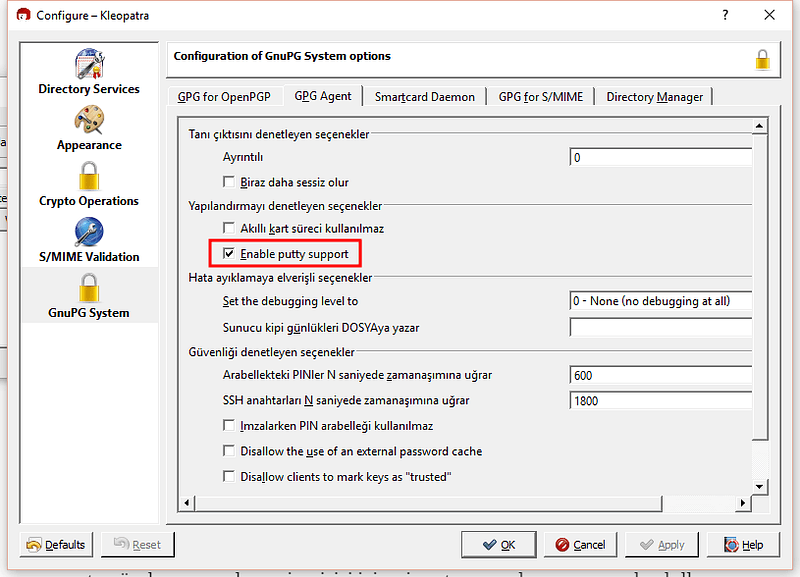 Configure – Kleopatra
?
Directory Services
Appearance
Crypto Operations
S/MIME Validation
GnuPG System
Configuration of GnuPG System options
GPG for OpenPGP
GPG Agent
Smartcard Daemon
GPG for S/MIME
Directory Manager
Tanı çıktısını denetleyen seçenekler
Ayrıntılı
0
Biraz daha sessiz olur
Yapılandırmayı denetleyen seçenekler
Akıllı kart süreci kullanılmaz
Enable putty support
Hata ayıklamaya elverişli seçenekler
Set the debugging level to
0 - None (no debugging at all)
Sunucu kipi günlükleri DOSYAya yazar
Güvenliği denetleyen seçenekler
Arabellekteki PINler N saniyede zamanaşımına uğrar
600
SSH anahtarları N saniyede zamanaşımına uğrar
1800
İmzalarken PIN arabelleği kullanılmaz
Disallow the use of an external password cache
Disallow clients to mark keys as "trusted"
Defaults
Reset
OK
Cancel
Apply
Help